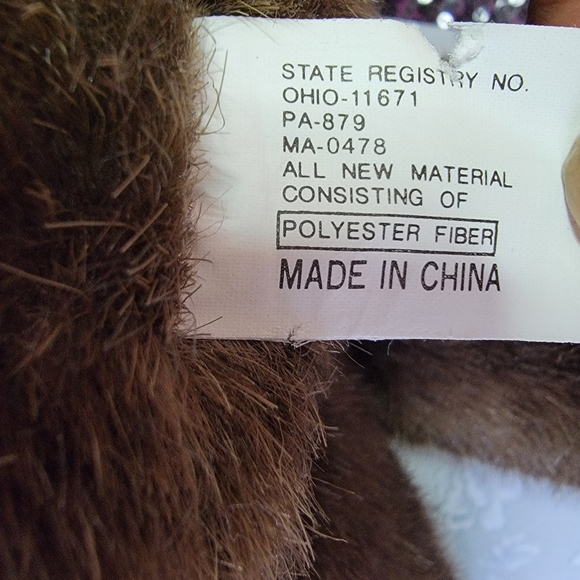 STATE REGISTRY NO.
OHIO-11671
PA-879
MA-0478
ALL NEW MATERIAL
CONSISTING OF
POLYESTER FIBER
MADE IN CHINA